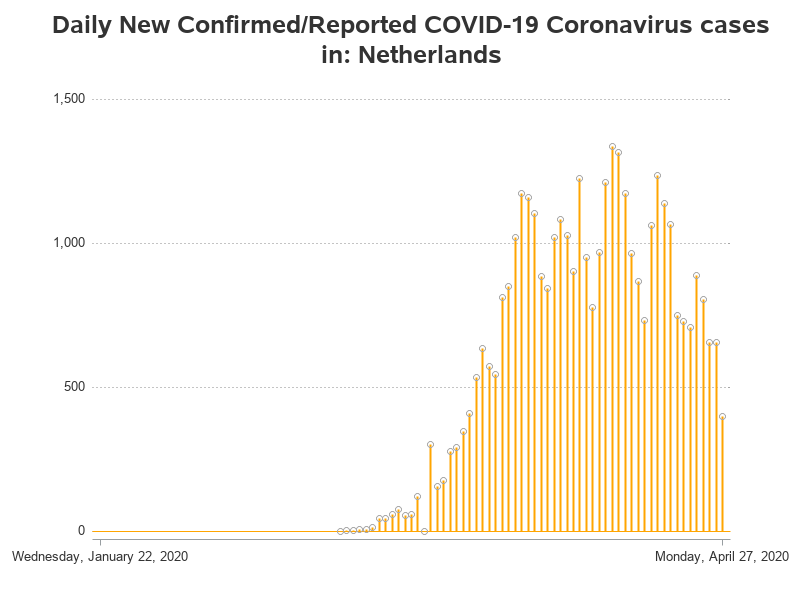 Daily New Confirmed/Reported COVID-19 Coronavirus cases
in: Netherlands
1,500
1,000
500
0
Wednesday, January 22, 2020
Monday, April 27, 2020